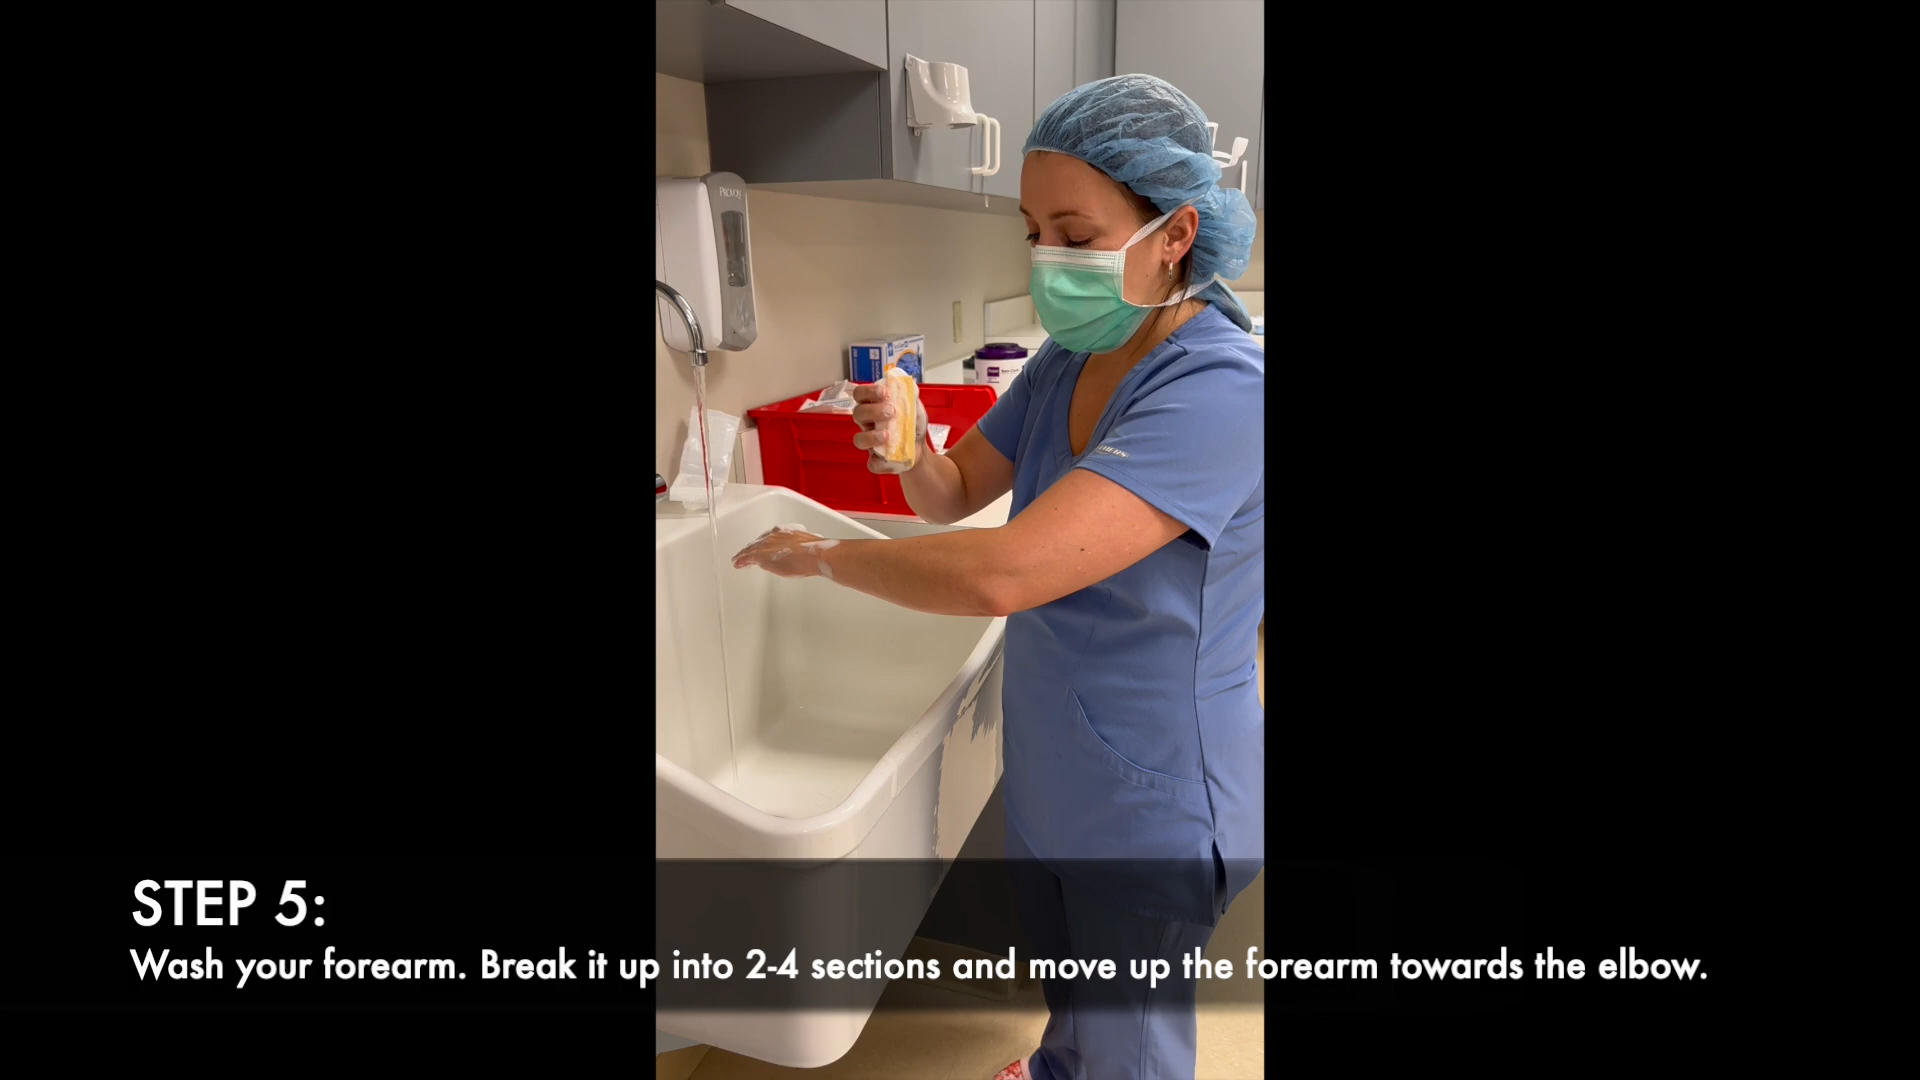 PROVON
STEP 5:
Wash your forearm. Break it up into 2-4 sections and move up the forearm towards the elbow.